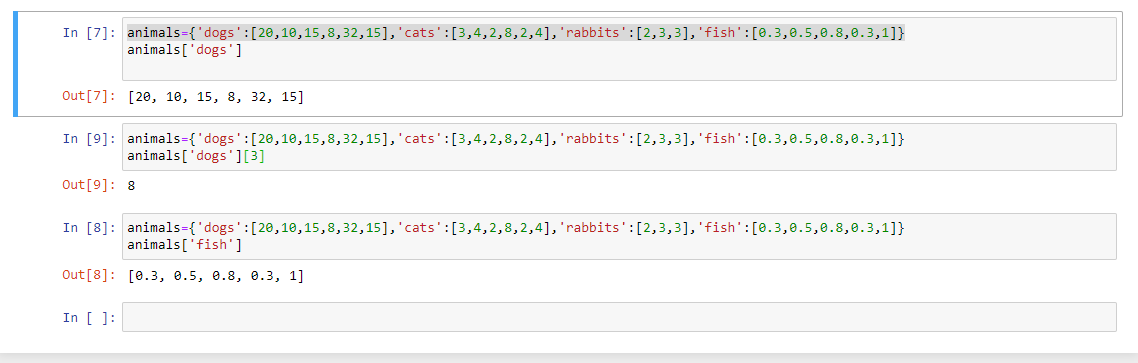 In [7]: animals={'dogs':[20,10,15,8,32,15],'cats':[3,4,2,8,2,4],'rabbits':[2,3,3],'fish':[0.3,0.5,0.8,0.3,1]}
animals['dogs']
Out[7]: [20, 10, 15, 8, 32, 15]
In [9]: animals={'dogs':[20,10,15,8,32,15],'cats':[3,4,2,8,2,4],'rabbits':[2,3,3],'fish':[0.3,0.5,0.8,0.3,1]}
animals['dogs'][3]
Out[9]: 8
In [8]: animals={'dogs':[20,10,15,8,32,15],'cats':[3,4,2,8,2,4],'rabbits':[2,3,3],'fish':[0.3,0.5,0.8,0.3,1]}
animals['fish']
Out[8]: [0.3, 0.5, 0.8, 0.3, 1]
In [ ]: